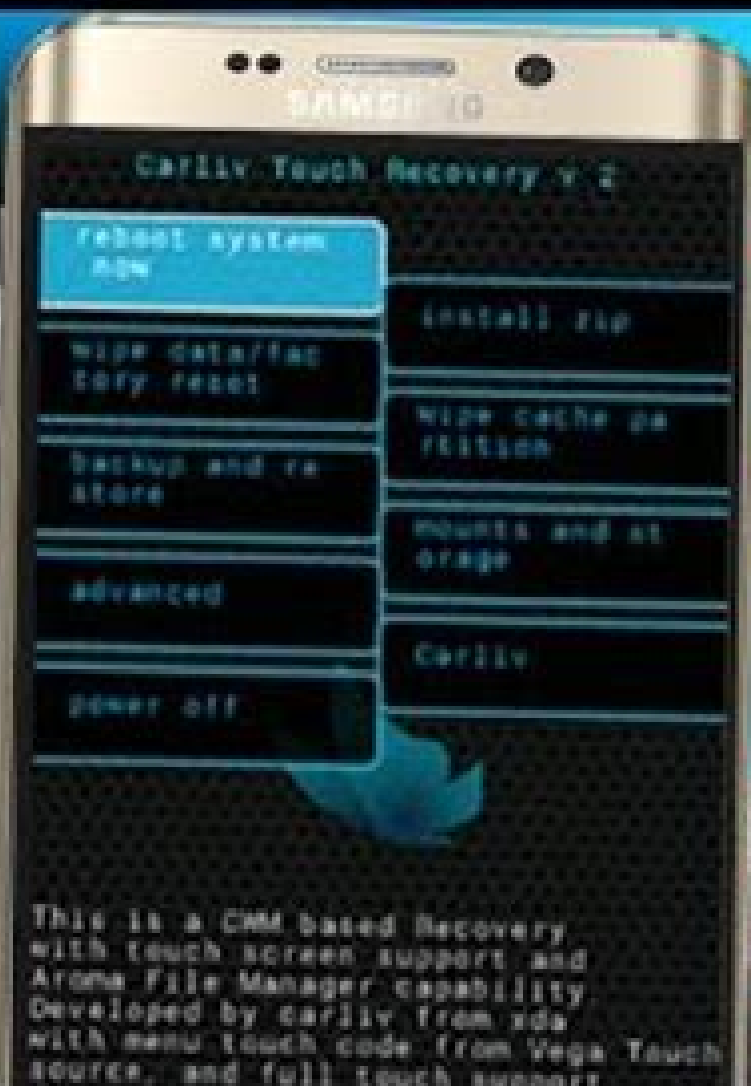 SAMSUNG
Carliv Touch Recovery v 2
reboot system
now
install zip
wipe data/fac
tory reset
wipe cache pa
rtition
backup and re
store
mounts and st
orage
advanced
Carliv
power off
This is a CWM based Recovery
with touch screen support and
Aroma File Manager capability
Developed by carliv from xda
with menu touch code from Vega Touch
source, and full touch support